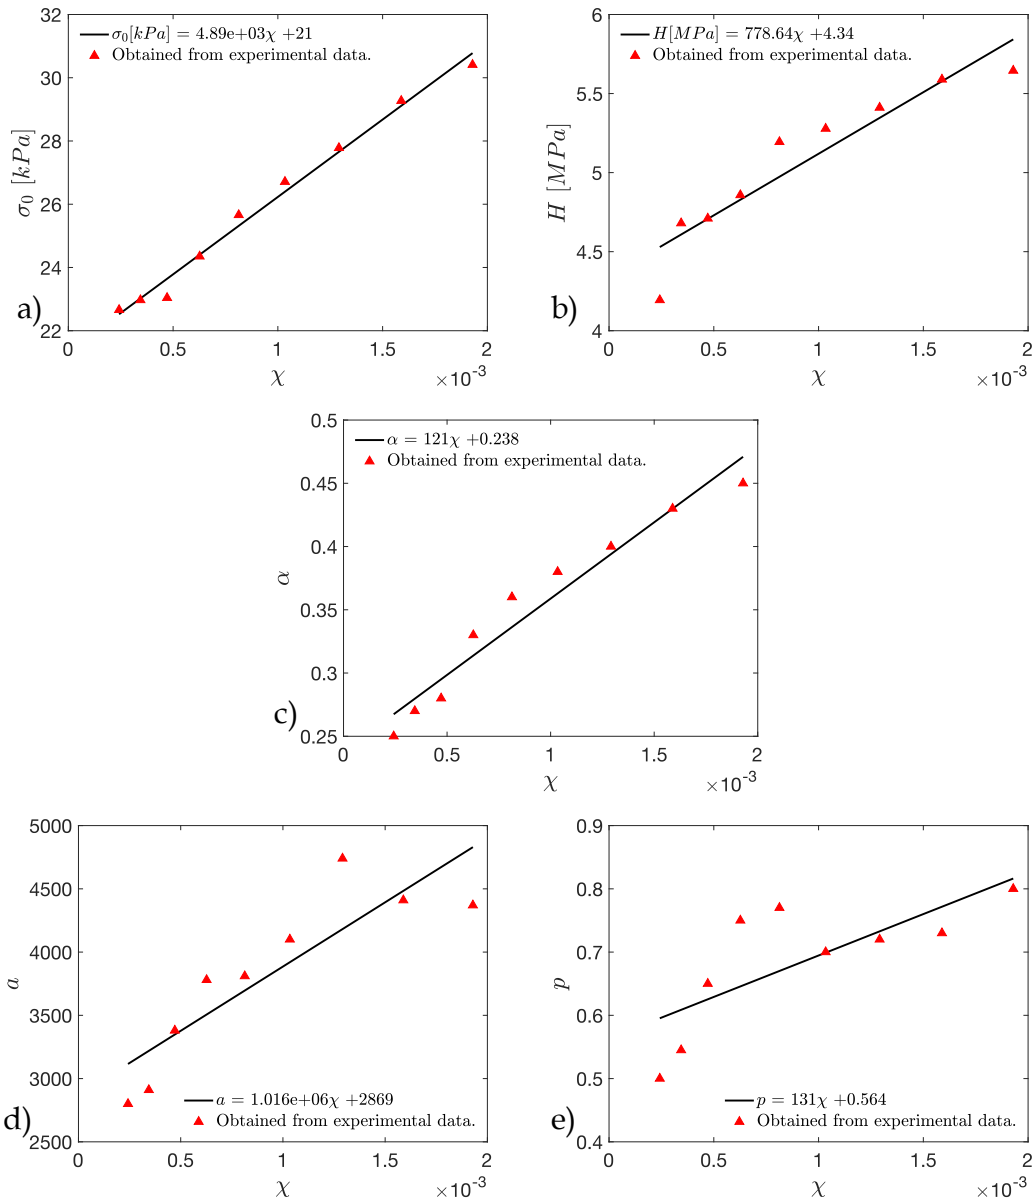 σ₀[kPa] = 4.89e+03χ +21
Obtained from experimental data.
30
28
26
24
22
σ₀ [kPa]
a)
0
0.5
1
1.5
2
×10⁻³
χ
H[MPa] = 778.64χ +4.34
Obtained from experimental data.
6
5.5
5
4.5
4
H [MPa]
b)
0
0.5
1
1.5
2
×10⁻³
χ
α = 121χ +0.238
Obtained from experimental data.
0.5
0.45
0.4
0.35
0.3
0.25
α
c)
0
0.5
1
1.5
2
×10⁻³
χ
5000
4500
4000
3500
3000
2500
a
d)
a = 1.016e+06χ +2869
Obtained from experimental data.
0
0.5
1
1.5
2
×10⁻³
χ
0.9
0.8
0.7
0.6
0.5
0.4
p
e)
p = 131χ +0.564
Obtained from experimental data.
0
0.5
1
1.5
2
×10⁻³
χ